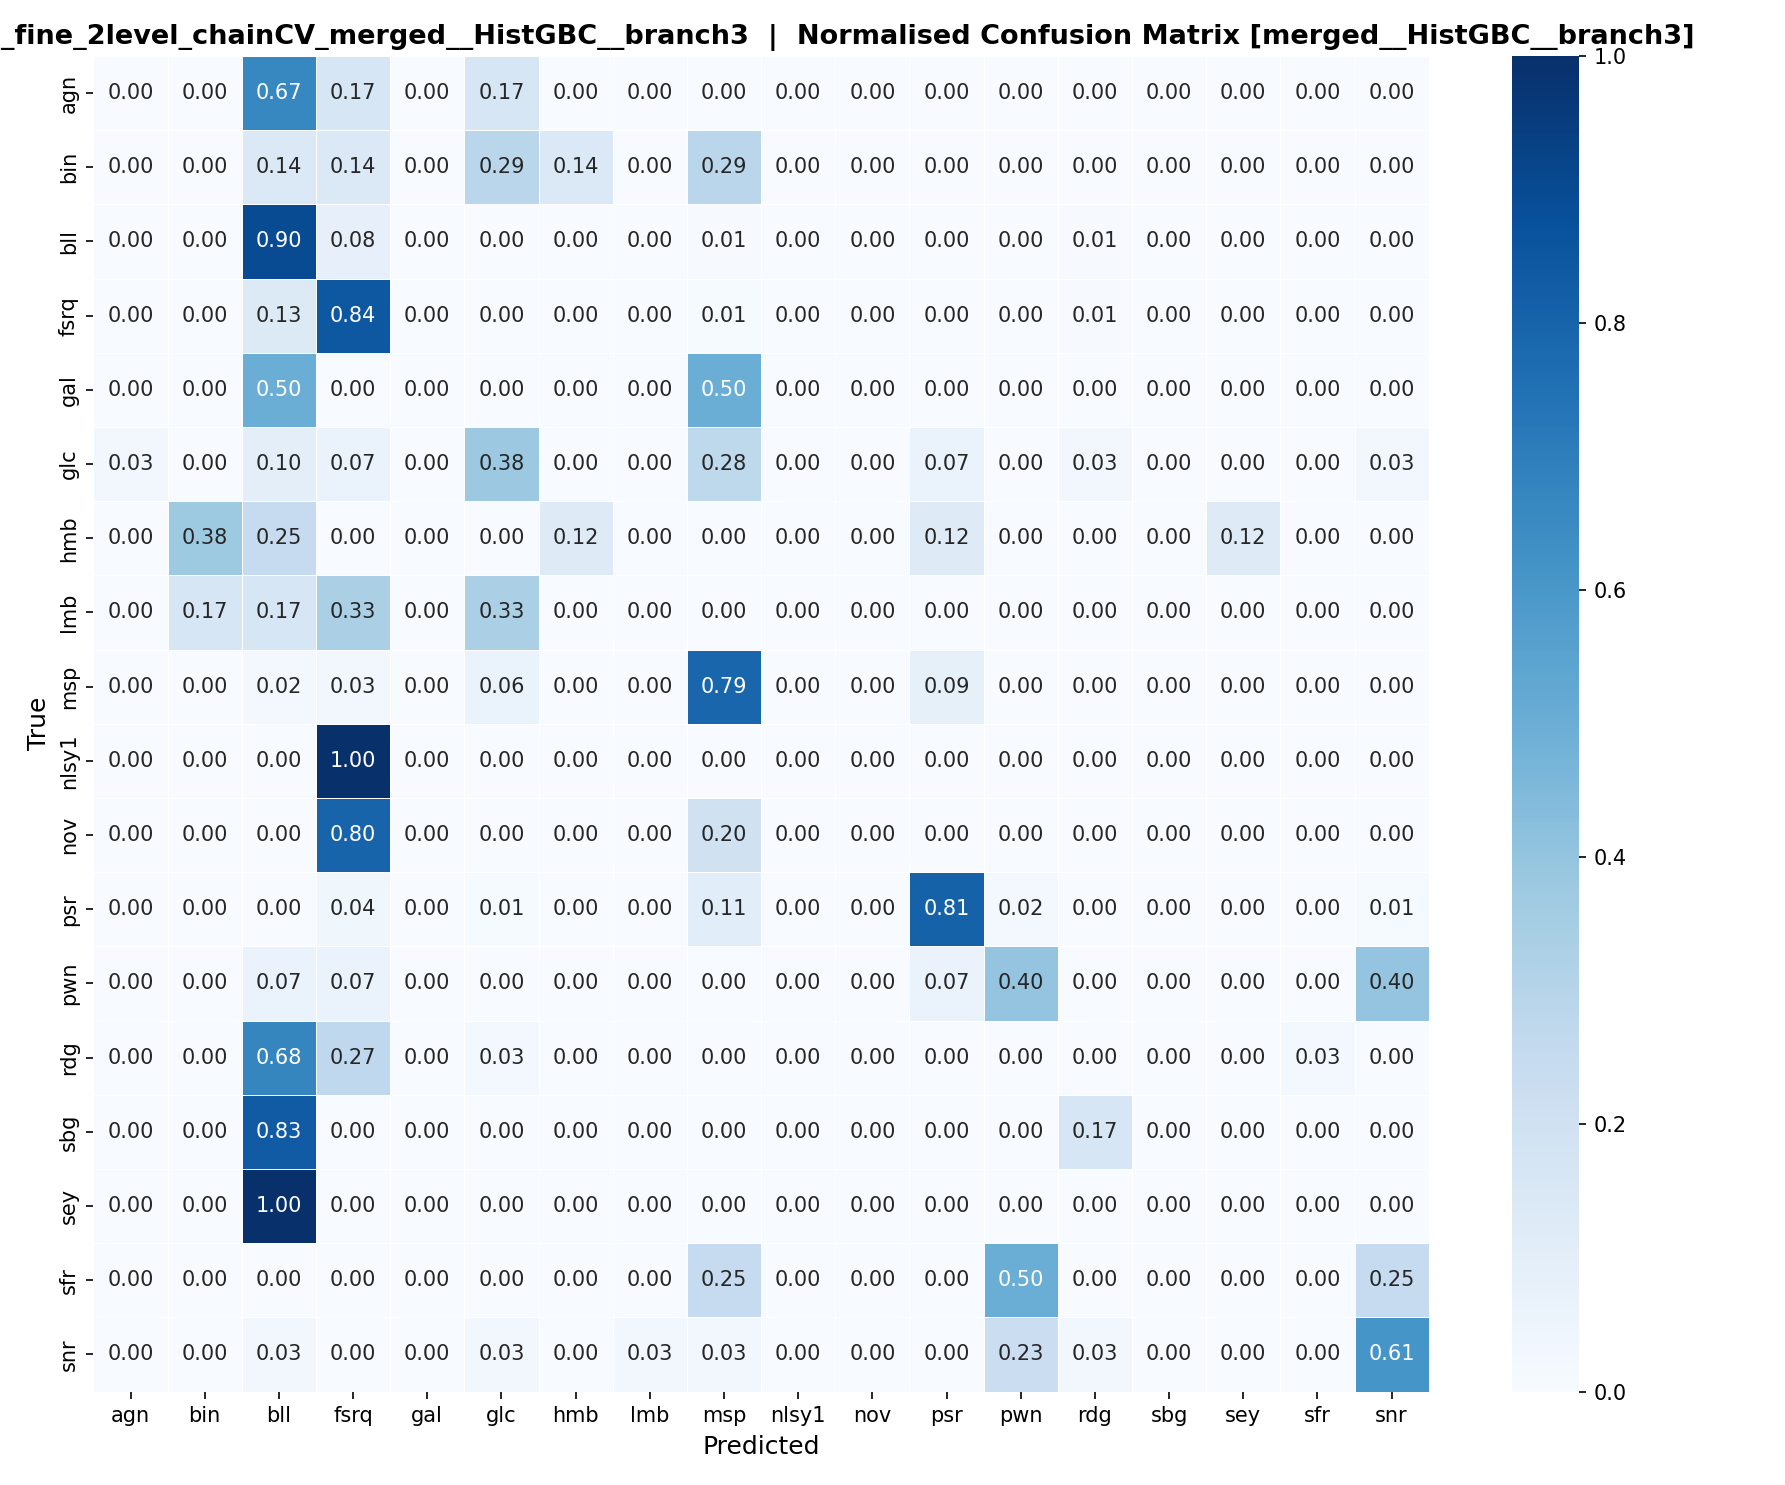 _fine_2level_chainCV_merged__HistGBC__branch3 | Normalised Confusion Matrix [merged__HistGBC__branch3]
agn 0.00 0.00 0.67 0.17 0.00 0.17 0.00 0.00 0.00 0.00 0.00 0.00 0.00 0.00 0.00 0.00 0.00 0.00
bin 0.00 0.00 0.14 0.14 0.00 0.29 0.14 0.00 0.29 0.00 0.00 0.00 0.00 0.00 0.00 0.00 0.00 0.00
bll 0.00 0.00 0.90 0.08 0.00 0.00 0.00 0.00 0.01 0.00 0.00 0.00 0.00 0.01 0.00 0.00 0.00 0.00
fsrq 0.00 0.00 0.13 0.84 0.00 0.00 0.00 0.00 0.01 0.00 0.00 0.00 0.00 0.01 0.00 0.00 0.00 0.00
gal 0.00 0.00 0.50 0.00 0.00 0.00 0.00 0.00 0.50 0.00 0.00 0.00 0.00 0.00 0.00 0.00 0.00 0.00
glc 0.03 0.00 0.10 0.07 0.00 0.38 0.00 0.00 0.28 0.00 0.00 0.07 0.00 0.03 0.00 0.00 0.00 0.03
hmb 0.00 0.38 0.25 0.00 0.00 0.00 0.12 0.00 0.00 0.00 0.00 0.12 0.00 0.00 0.00 0.12 0.00 0.00
lmb 0.00 0.17 0.17 0.33 0.00 0.33 0.00 0.00 0.00 0.00 0.00 0.00 0.00 0.00 0.00 0.00 0.00 0.00
msp 0.00 0.00 0.02 0.03 0.00 0.06 0.00 0.00 0.79 0.00 0.00 0.09 0.00 0.00 0.00 0.00 0.00 0.00
nlsy1 0.00 0.00 0.00 1.00 0.00 0.00 0.00 0.00 0.00 0.00 0.00 0.00 0.00 0.00 0.00 0.00 0.00 0.00
nov 0.00 0.00 0.00 0.80 0.00 0.00 0.00 0.00 0.20 0.00 0.00 0.00 0.00 0.00 0.00 0.00 0.00 0.00
psr 0.00 0.00 0.00 0.04 0.00 0.01 0.00 0.00 0.11 0.00 0.00 0.81 0.02 0.00 0.00 0.00 0.00 0.01
pwn 0.00 0.00 0.07 0.07 0.00 0.00 0.00 0.00 0.00 0.00 0.00 0.07 0.40 0.00 0.00 0.00 0.00 0.40
rdg 0.00 0.00 0.68 0.27 0.00 0.03 0.00 0.00 0.00 0.00 0.00 0.00 0.00 0.00 0.00 0.00 0.03 0.00
sbg 0.00 0.00 0.83 0.00 0.00 0.00 0.00 0.00 0.00 0.00 0.00 0.00 0.00 0.17 0.00 0.00 0.00 0.00
sey 0.00 0.00 1.00 0.00 0.00 0.00 0.00 0.00 0.00 0.00 0.00 0.00 0.00 0.00 0.00 0.00 0.00 0.00
sfr 0.00 0.00 0.00 0.00 0.00 0.00 0.00 0.00 0.25 0.00 0.00 0.00 0.50 0.00 0.00 0.00 0.00 0.25
snr 0.00 0.00 0.03 0.00 0.00 0.03 0.00 0.03 0.03 0.00 0.00 0.00 0.23 0.03 0.00 0.00 0.00 0.61
True
agn bin bll fsrq gal glc hmb lmb msp nlsy1 nov psr pwn rdg sbg sey sfr snr
Predicted
1.0
0.8
0.6
0.4
0.2
0.0